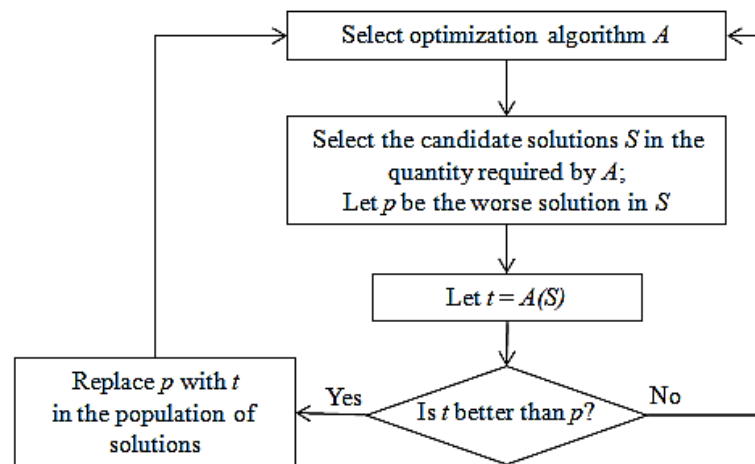 Select optimization algorithm A
Select the candidate solutions S in the
quantity required by A;
Let p be the worse solution in S
Let t = A(S)
Is t better than p?
Yes
No
Replace p with t
in the population of
solutions